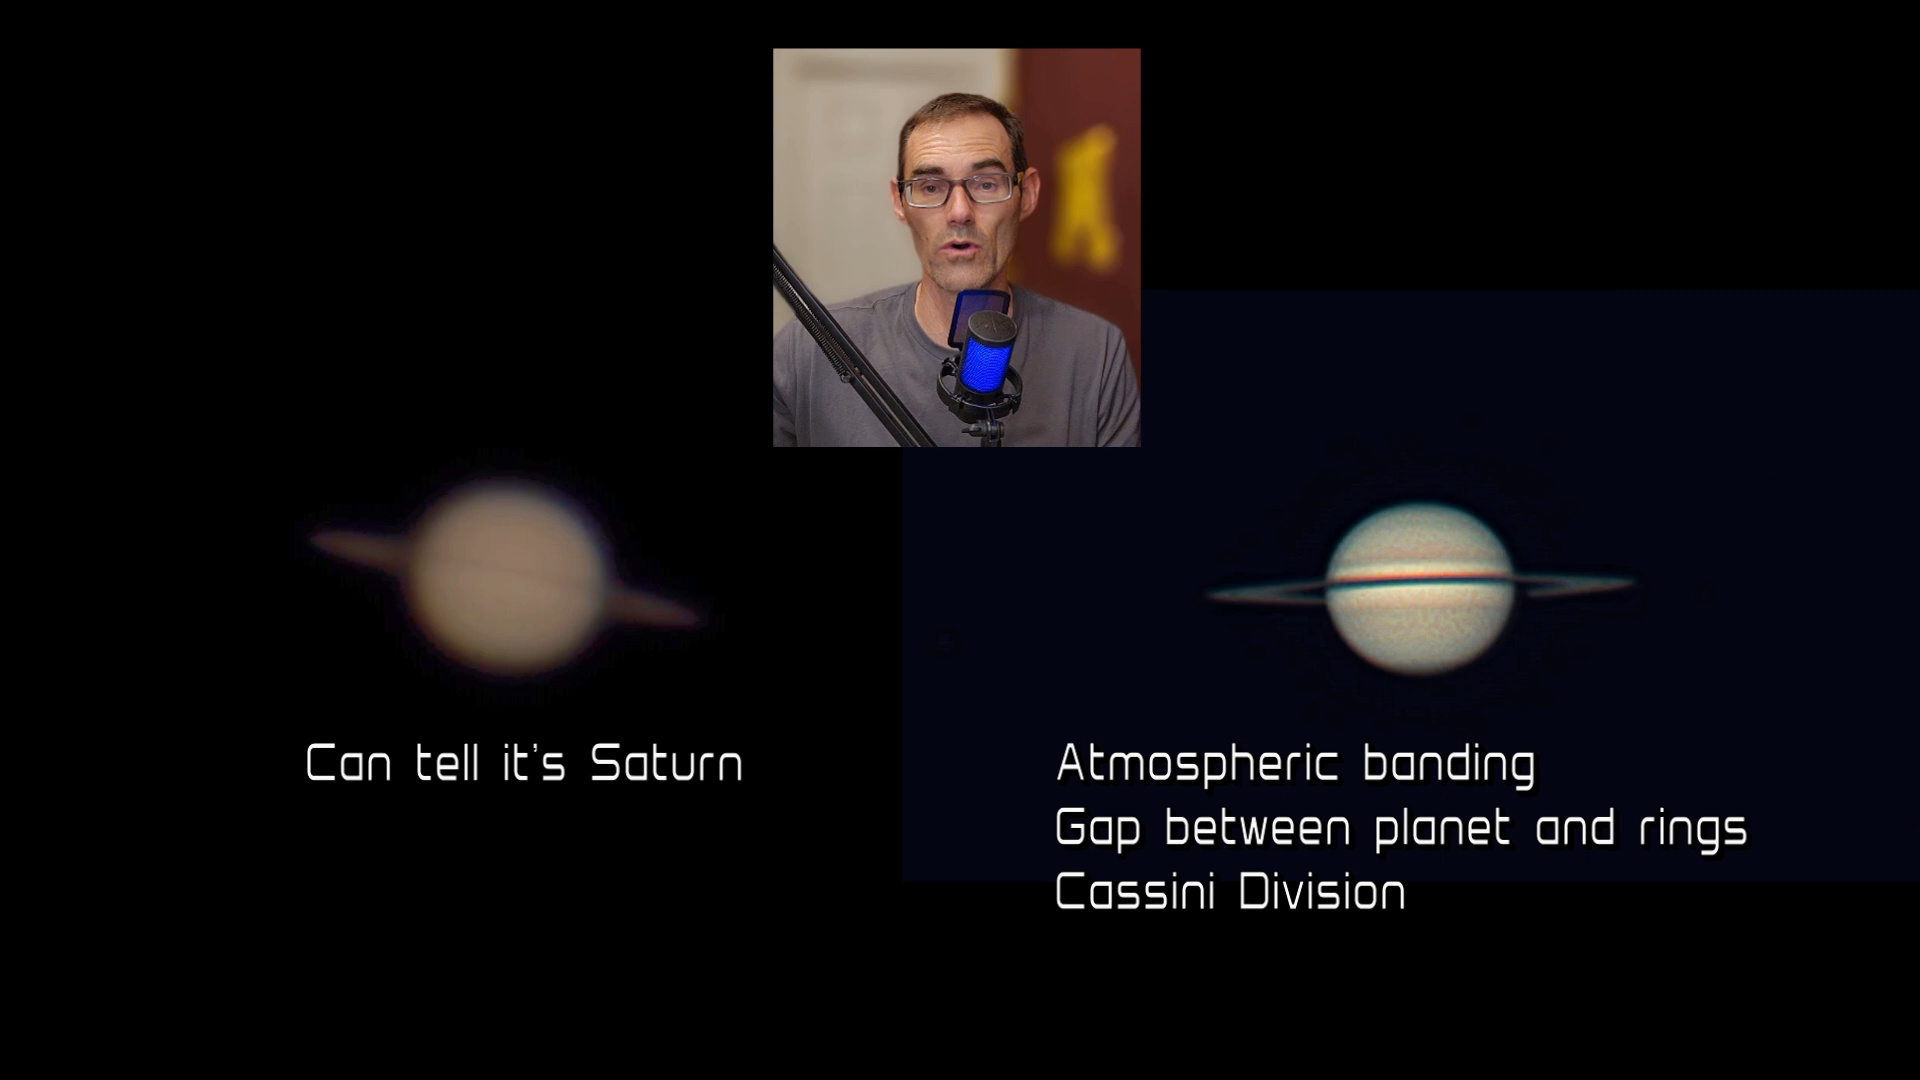 Can tell it's Saturn
Atmospheric banding
Gap between planet and rings
Cassini Division